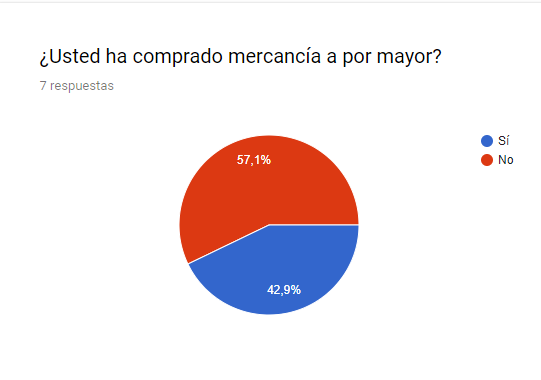 ¿Usted ha comprado mercancía a por mayor?
7 respuestas
Sí
No
57,1%
42,9%